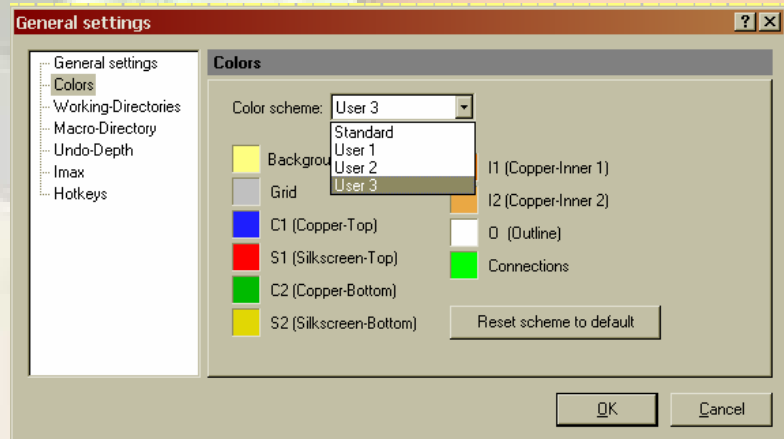 General settings
General settings
Colors
Working-Directories
Macro-Directory
Undo-Depth
Imax
Hotkeys
Colors
Color scheme: User 3
Standard
User 1
User 2
User 3
Backgrou
Grid
C1 (Copper-Top)
S1 (Silkscreen-Top)
C2 (Copper-Bottom)
S2 (Silkscreen-Bottom)
I1 (Copper-Inner 1)
I2 (Copper-Inner 2)
O (Outline)
Connections
Reset scheme to default
OK
Cancel